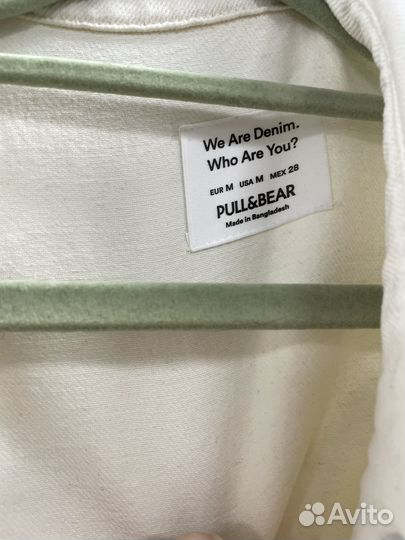 We Are Denim.
Who Are You?
EUR M USA M MEX 28
PULL&BEAR
Made in Bangladesh
Avito